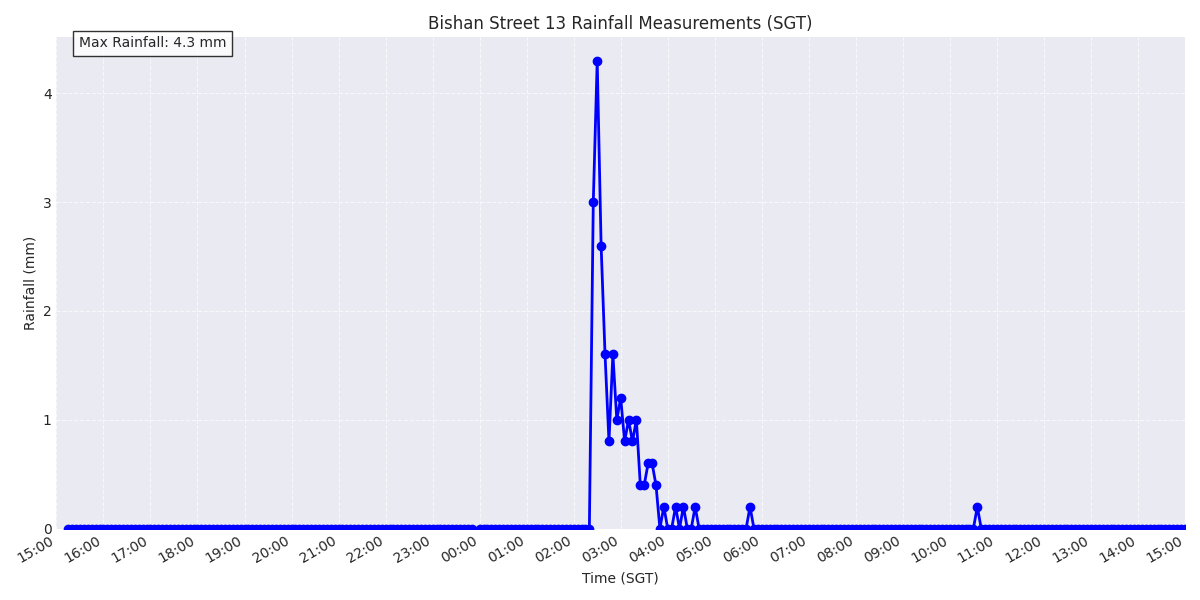 Bishan Street 13 Rainfall Measurements (SGT)
Max Rainfall: 4.3 mm
4
3
2
1
0
Rainfall (mm)
15:00 16:00 17:00 18:00 19:00 20:00 21:00 22:00 23:00 00:00 01:00 02:00 03:00 04:00 05:00 06:00 07:00 08:00 09:00 10:00 11:00 12:00 13:00 14:00 15:00
Time (SGT)